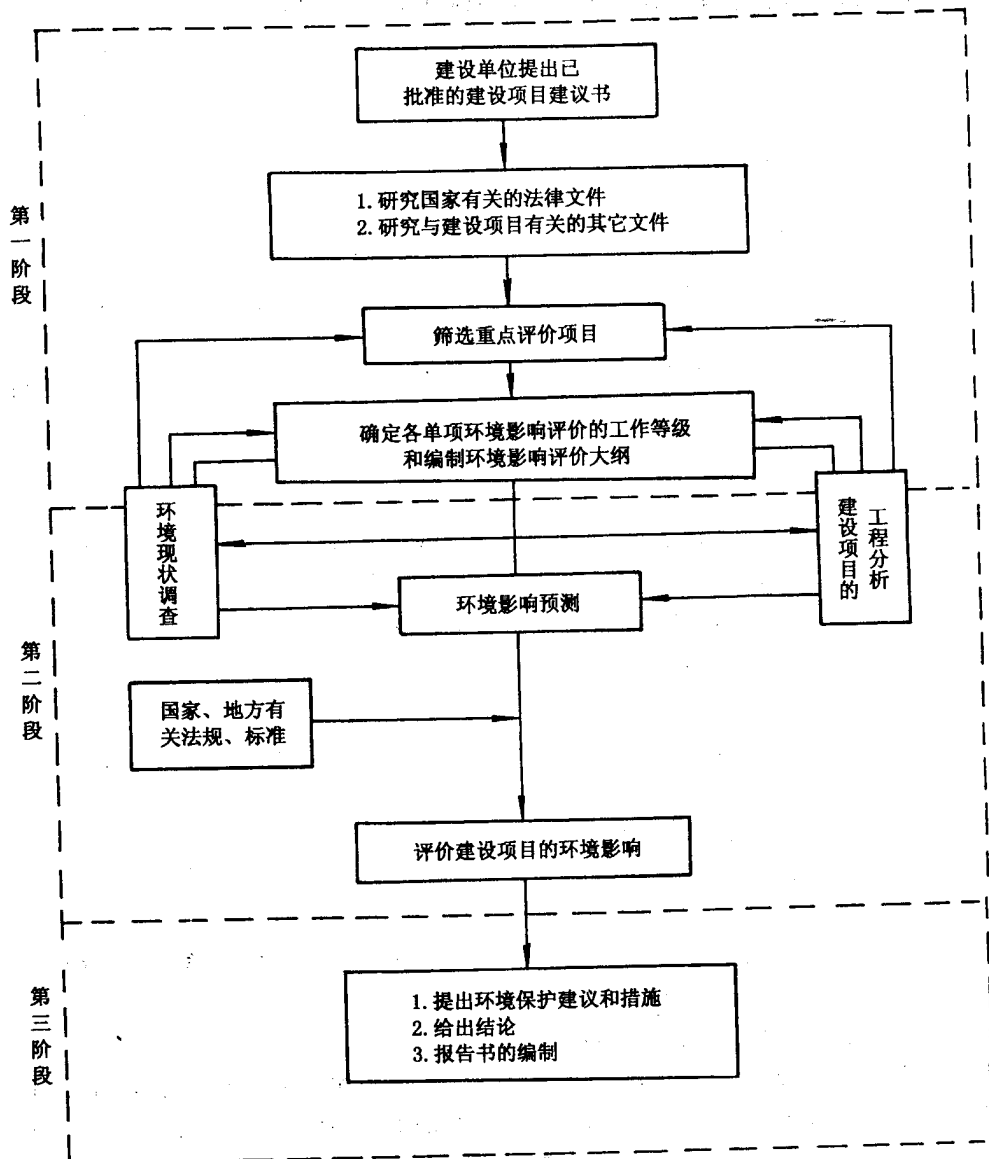 建设单位提出已
批准的建设项目建议书
1.研究国家有关的法律文件
2.研究与建设项目有关的其它文件
第一阶段
筛选重点评价项目
确定各单项环境影响评价的工作等级
和编制环境影响评价大纲
环境现状调查
建设项目的
工程分析
环境影响预测
第二阶段
国家、地方有
关法规、标准
评价建设项目的环境影响
第三阶段
1.提出环境保护建议和措施
2.给出结论
3.报告书的编制